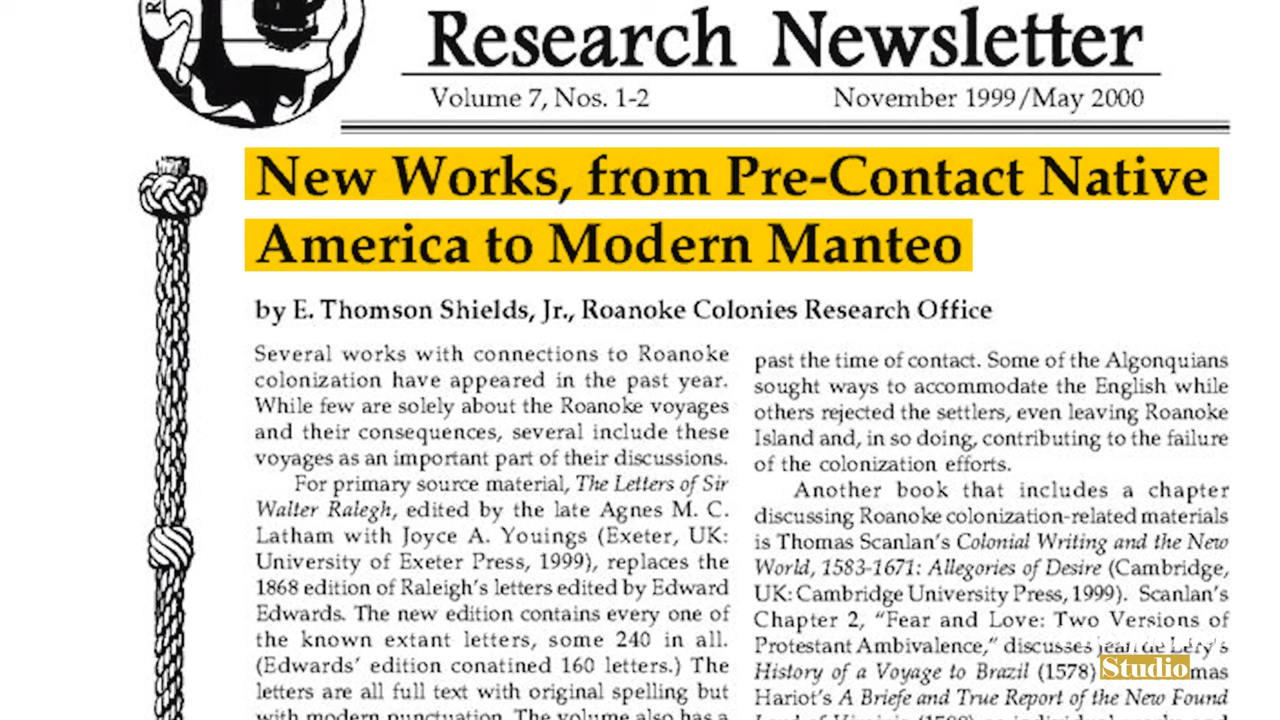 Research Newsletter
Volume 7, Nos. 1-2 November 1999/May 2000
New Works, from Pre-Contact Native
America to Modern Manteo
by E. Thomson Shields, Jr., Roanoke Colonies Research Office
Several works with connections to Roanoke
colonization have appeared in the past year.
While few are solely about the Roanoke voyages
and their consequences, several include these
voyages as an important part of their discussions.
For primary source material, The Letters of Sir
Walter Ralegh, edited by the late Agnes M. C.
Latham with Joyce A. Youings (Exeter, UK:
University of Exeter Press, 1999), replaces the
1868 edition of Raleigh's letters edited by Edward
Edwards. The new edition contains every one of
the known extant letters, some 240 in all.
(Edwards' edition conatined 160 letters.) The
letters are all full text with original spelling but
with modern punctuation. The volume also has a
past the time of contact. Some of the Algonquians
sought ways to accommodate the English while
others rejected the settlers, even leaving Roanoke
Island and, in so doing, contributing to the failure
of the colonization efforts.
Another book that includes a chapter
discussing Roanoke colonization-related materials
is Thomas Scanlan's Colonial Writing and the New
World, 1583-1671: Allegories of Desire (Cambridge,
UK: Cambridge University Press, 1999). Scanlan's
Chapter 2, "Fear and Love: Two Versions of
Protestant Ambivalence," discusses Jean de Léry's
History of a Voyage to Brazil (1578) mas
Hariot's A Briefe and True Report of the New Found
Studio